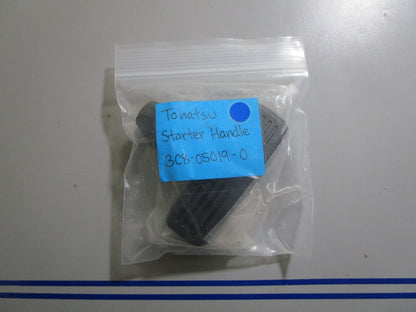 Tohatsu
Starter Handle
3C8-05019-0